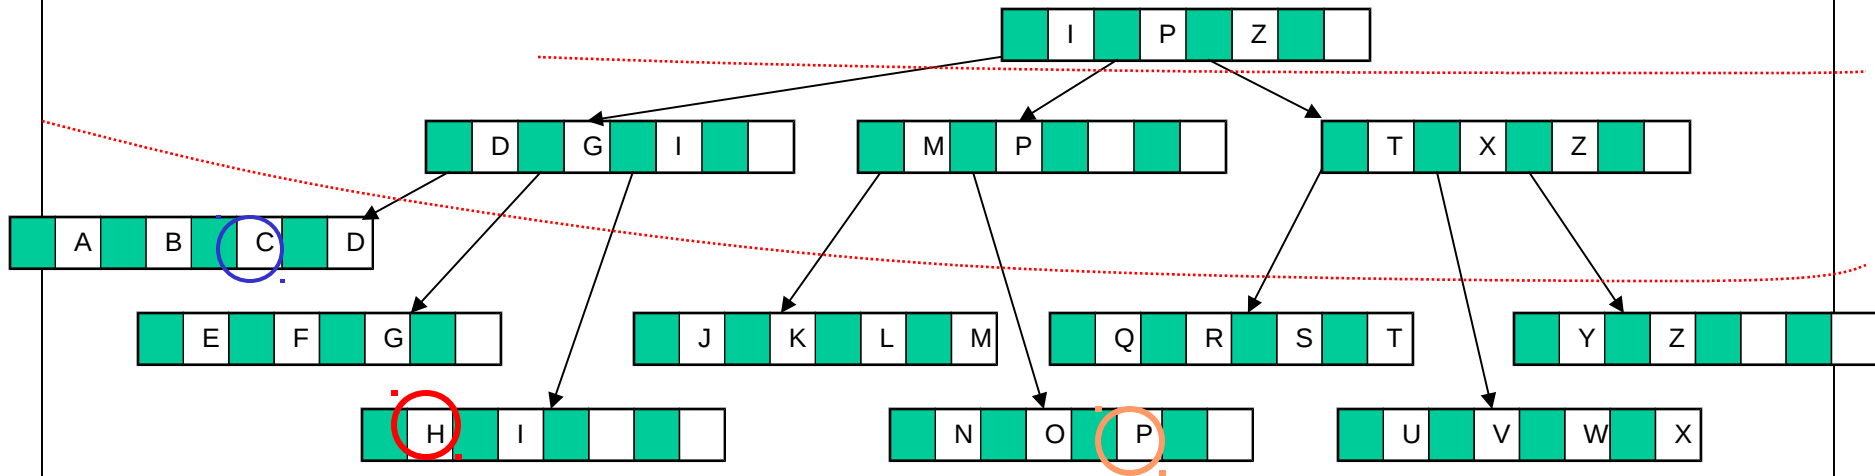 I P Z
D G I
M P
T X Z
A B C D
E F G
J K L M
Q R S T
Y Z
H I
N O P
U V W X